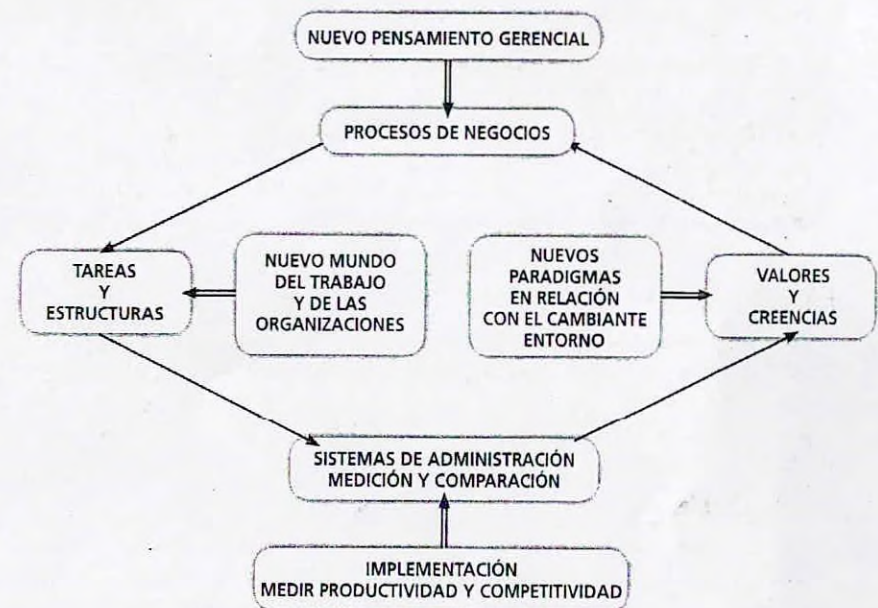 NUEVO PENSAMIENTO GERENCIAL
PROCESOS DE NEGOCIOS
TAREAS
Y
ESTRUCTURAS
NUEVO MUNDO
DEL TRABAJO
Y DE LAS
ORGANIZACIONES
NUEVOS
PARADIGMAS
EN RELACIÓN
CON EL CAMBIANTE
ENTORNO
VALORES
Y
CREENCIAS
SISTEMAS DE ADMINISTRACIÓN
MEDICIÓN Y COMPARACIÓN
IMPLEMENTACIÓN
MEDIR PRODUCTIVIDAD Y COMPETITIVIDAD